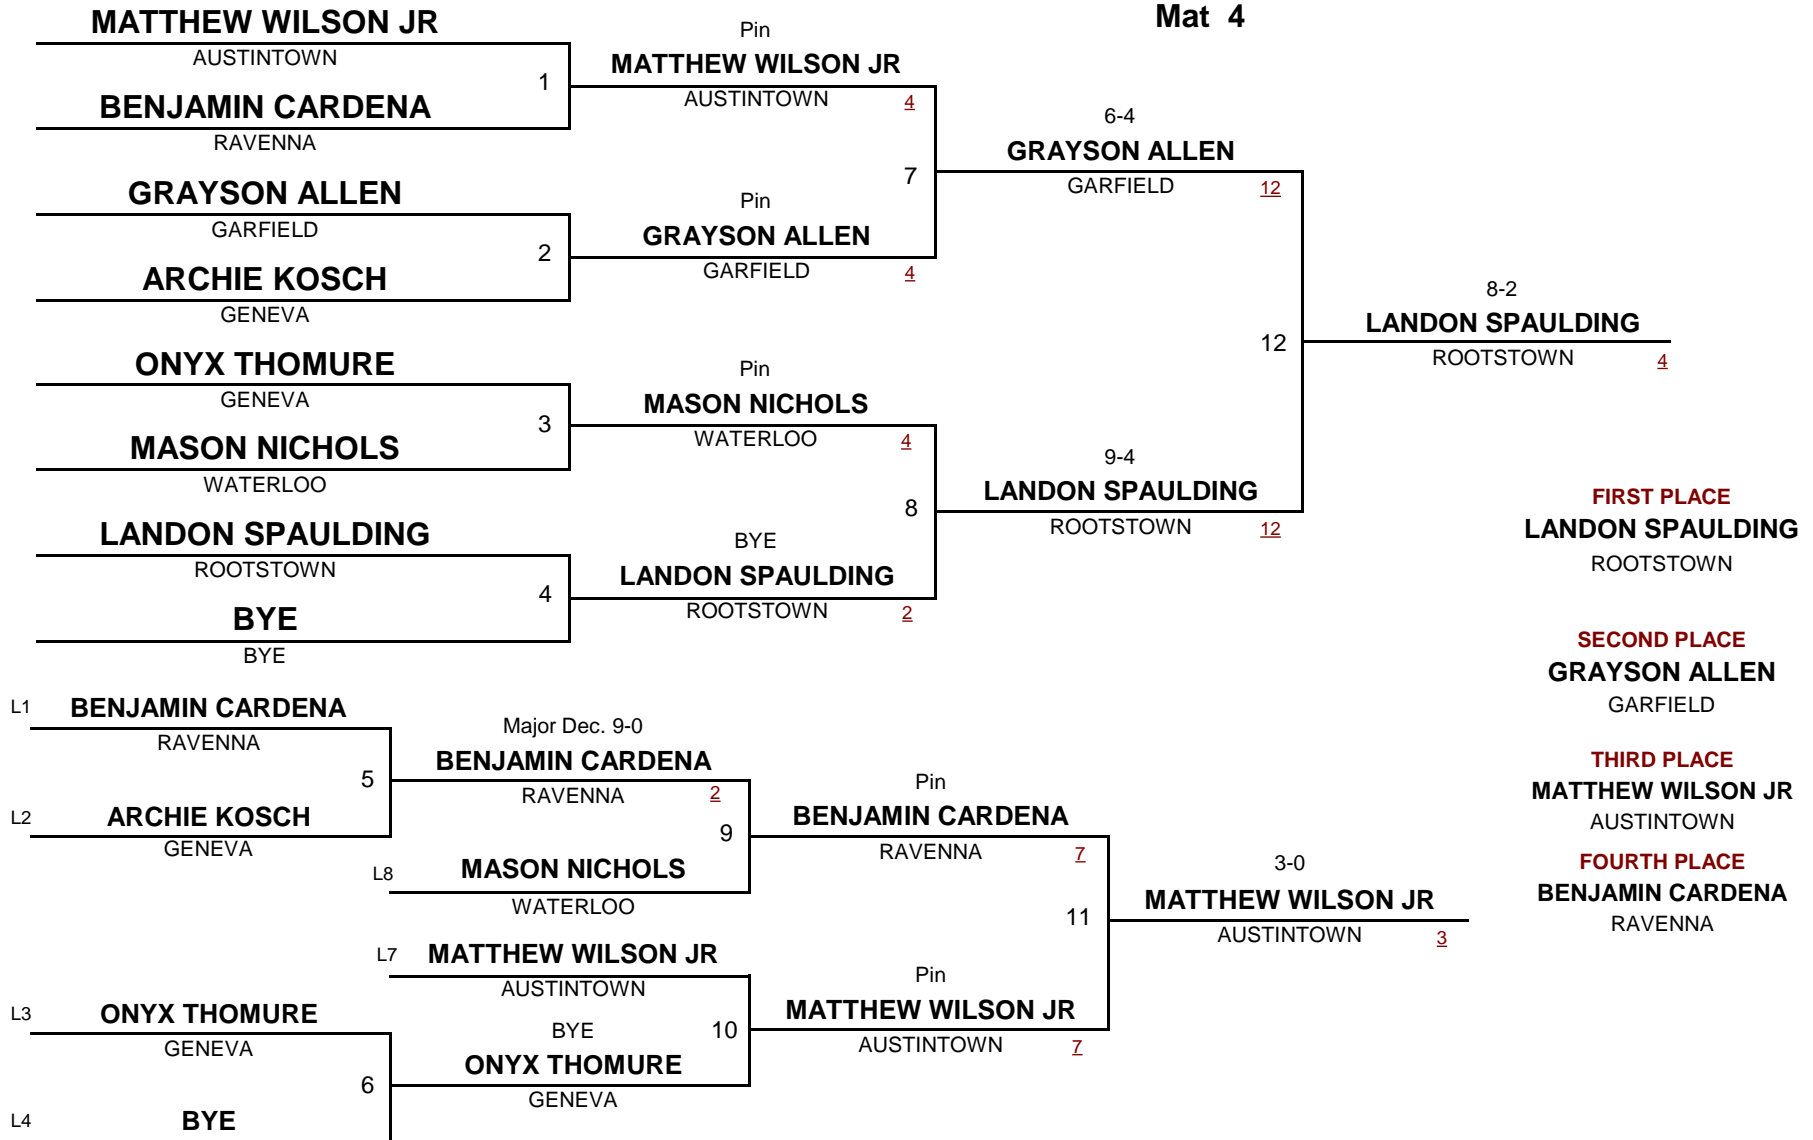 Mat 4
MATTHEW WILSON JR
AUSTINTOWN
1
BENJAMIN CARDENA
RAVENNA
GRAYSON ALLEN
GARFIELD
2
ARCHIE KOSCH
GENEVA
ONYX THOMURE
GENEVA
3
MASON NICHOLS
WATERLOO
LANDON SPAULDING
ROOTSTOWN
4
BYE
BYE
Pin
MATTHEW WILSON JR
AUSTINTOWN 4
7
Pin
GRAYSON ALLEN
GARFIELD 4
Pin
MASON NICHOLS
WATERLOO 4
8
BYE
LANDON SPAULDING
ROOTSTOWN 2
6-4
GRAYSON ALLEN
GARFIELD 12
12
9-4
LANDON SPAULDING
ROOTSTOWN 12
8-2
LANDON SPAULDING
ROOTSTOWN 4
FIRST PLACE
LANDON SPAULDING
ROOTSTOWN
SECOND PLACE
GRAYSON ALLEN
GARFIELD
THIRD PLACE
MATTHEW WILSON JR
AUSTINTOWN
FOURTH PLACE
BENJAMIN CARDENA
RAVENNA
L1 BENJAMIN CARDENA
RAVENNA
5
L2 ARCHIE KOSCH
GENEVA
L3 ONYX THOMURE
GENEVA
6
L4 BYE
Major Dec. 9-0
BENJAMIN CARDENA
RAVENNA 2
9
L8 MASON NICHOLS
WATERLOO
L7 MATTHEW WILSON JR
AUSTINTOWN
10
BYE
ONYX THOMURE
GENEVA
Pin
BENJAMIN CARDENA
RAVENNA 7
11
Pin
MATTHEW WILSON JR
AUSTINTOWN 7
3-0
MATTHEW WILSON JR
AUSTINTOWN 3